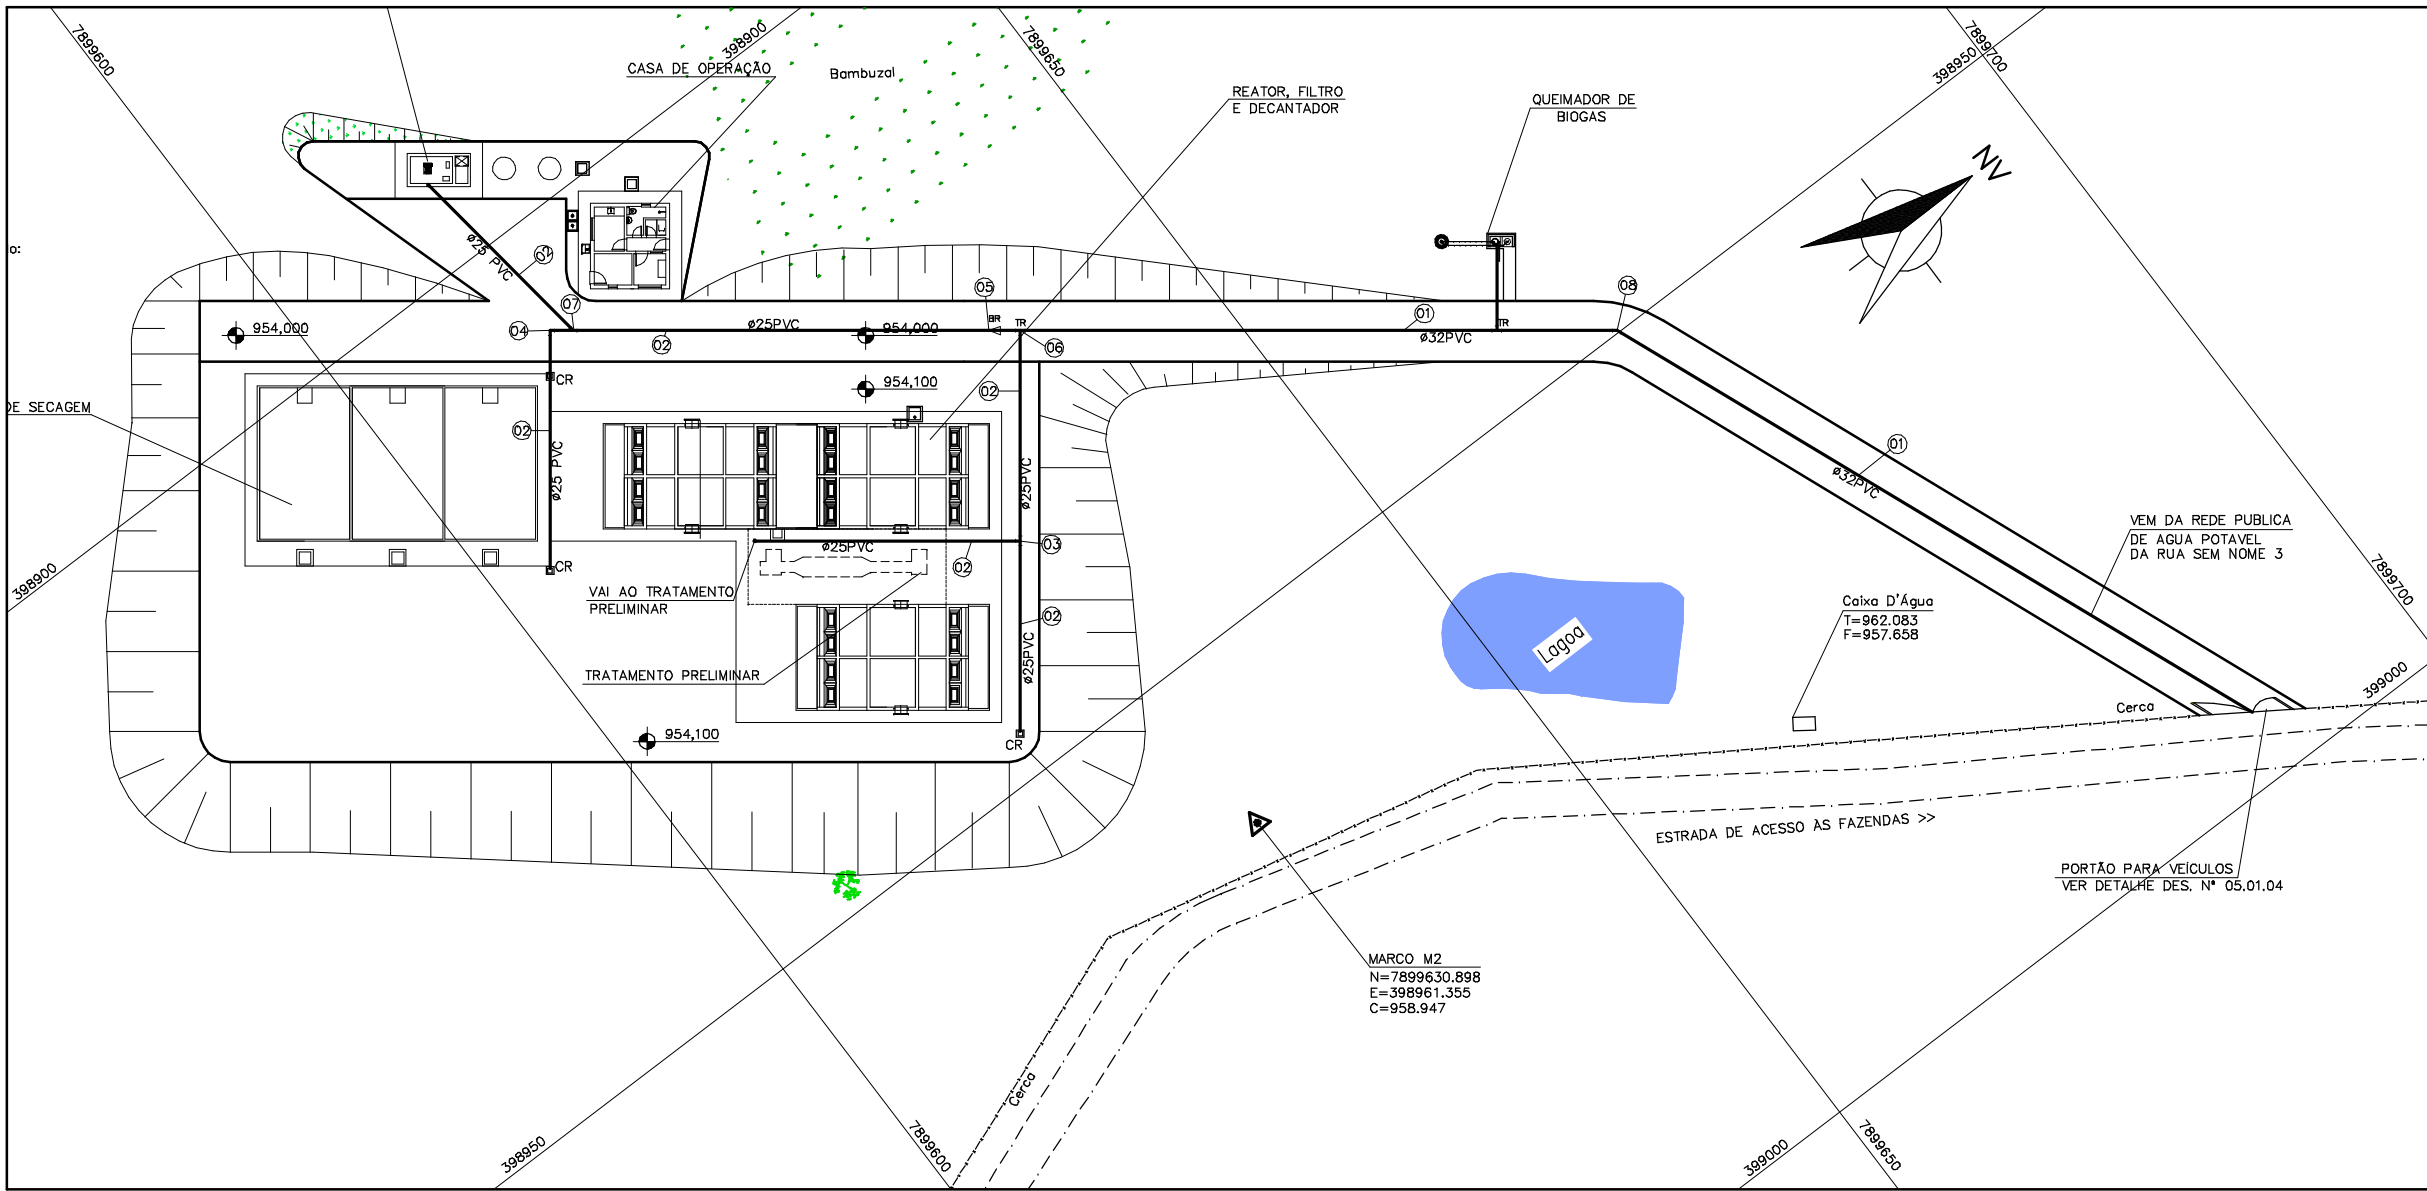 7899600
398900
CASA DE OPERAÇÃO
Bambuzal
7899650
REATOR, FILTRO
E DECANTADOR
QUEIMADOR DE
BIOGAS
7899700
398950
NV
o:
ø25 PVC
02
07
04
954,000
ø25PVC
02
05
BR
TR
954,000
06
01
ø32PVC
TR
08
CR
954,100
02
DE SECAGEM
02
ø25 PVC
ø25PVC
01
ø32PVC
VEM DA REDE PUBLICA
DE AGUA POTAVEL
DA RUA SEM NOME 3
ø25PVC
03
02
CR
398900
VAI AO TRATAMENTO
PRELIMINAR
02
ø25PVC
TRATAMENTO PRELIMINAR
Lagoa
Caixa D'Água
T=962.083
F=957.658
7899700
399000
Cerca
954,100
CR
ESTRADA DE ACESSO AS FAZENDAS >>
PORTÃO PARA VEÍCULOS
VER DETALHE DES. Nº 05.01.04
MARCO M2
N=7899630.898
E=398961.355
C=958.947
Cerca
398950
7899600
399000
7899650